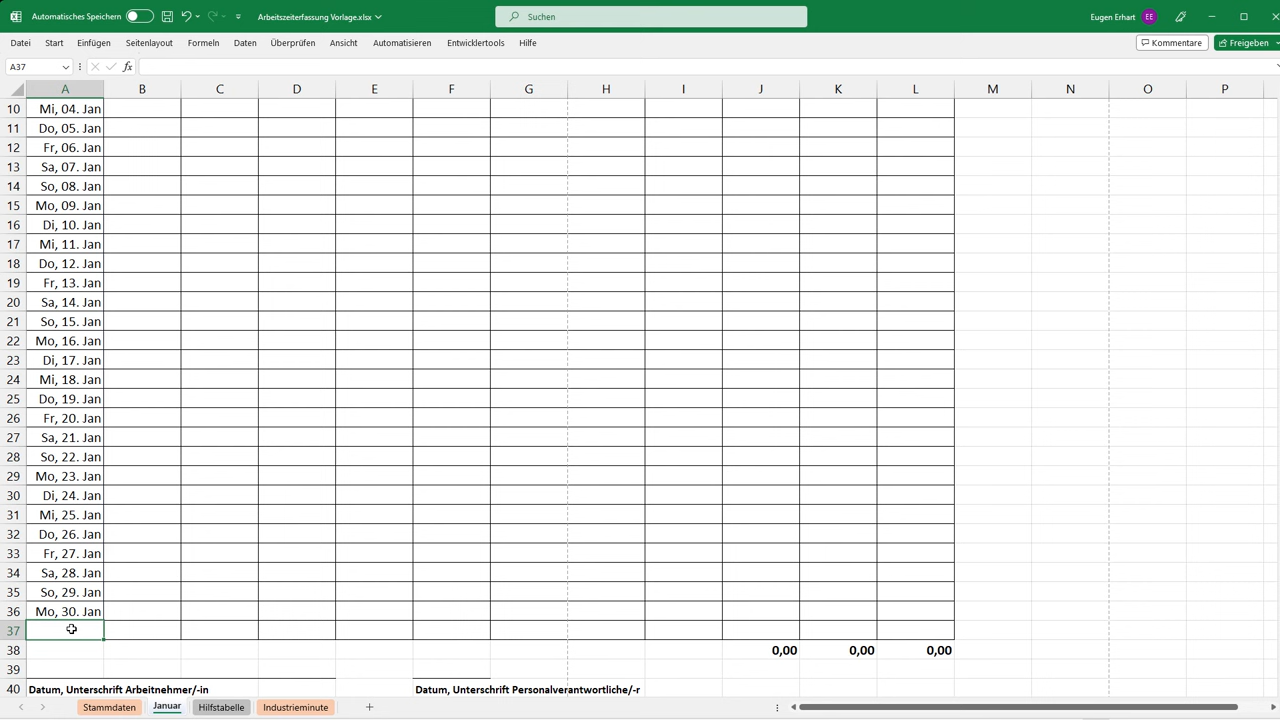 Automatisches Speichern Arbeitszeiterfassung Vorlage.xlsx Suchen Eugen Erhart EE
Datei Start Einfügen Seitenlayout Formeln Daten Überprüfen Ansicht Automatisieren Entwicklertools Hilfe Kommentare Freigeben
A37 fx
A B C D E F G H I J K L M N O P
10 Mi, 04. Jan
11 Do, 05. Jan
12 Fr, 06. Jan
13 Sa, 07. Jan
14 So, 08. Jan
15 Mo, 09. Jan
16 Di, 10. Jan
17 Mi, 11. Jan
18 Do, 12. Jan
19 Fr, 13. Jan
20 Sa, 14. Jan
21 So, 15. Jan
22 Mo, 16. Jan
23 Di, 17. Jan
24 Mi, 18. Jan
25 Do, 19. Jan
26 Fr, 20. Jan
27 Sa, 21. Jan
28 So, 22. Jan
29 Mo, 23. Jan
30 Di, 24. Jan
31 Mi, 25. Jan
32 Do, 26. Jan
33 Fr, 27. Jan
34 Sa, 28. Jan
35 So, 29. Jan
36 Mo, 30. Jan
37
38 0,00 0,00 0,00
39
40 Datum, Unterschrift Arbeitnehmer/-in Datum, Unterschrift Personalverantwortliche/-r
Stammdaten Januar Hilfstabelle Industrieminute